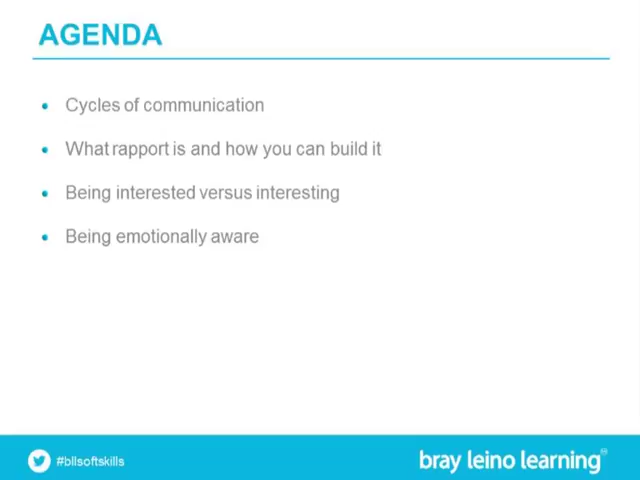 AGENDA
Cycles of communication
What rapport is and how you can build it
Being interested versus interesting
Being emotionally aware
#bllsoftskills
bray leino learning